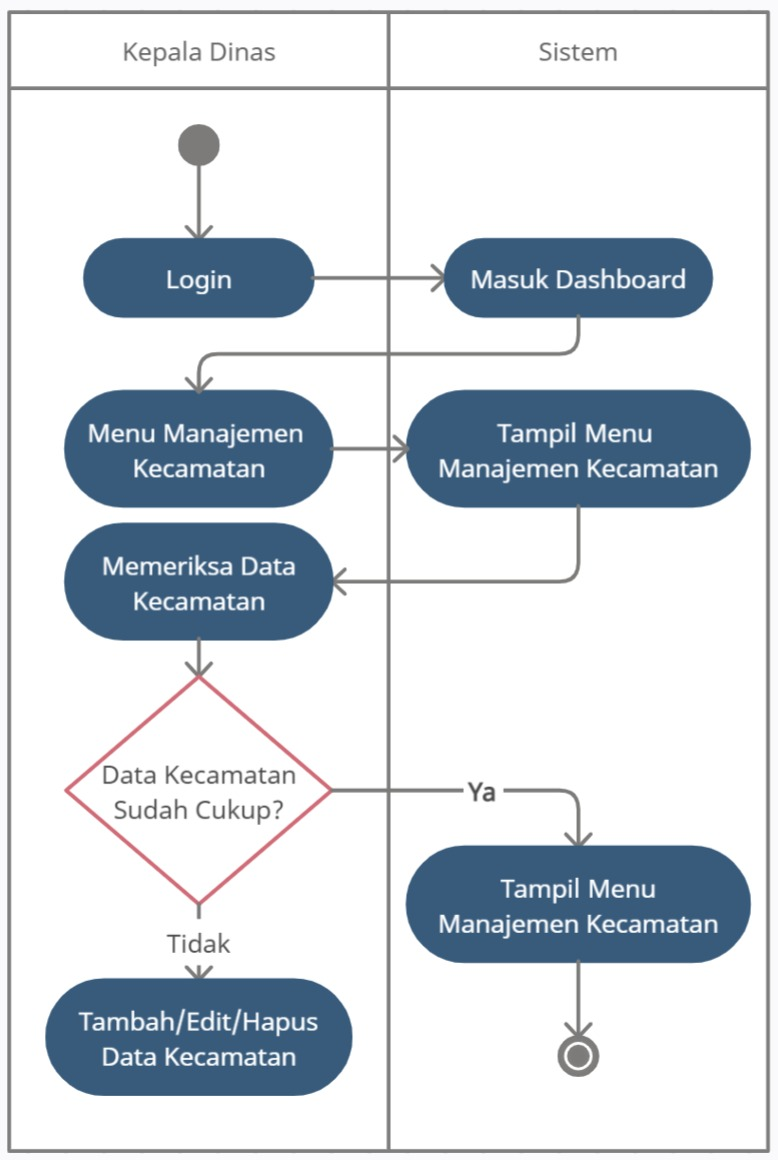 Kepala Dinas
Sistem
Login
Masuk Dashboard
Menu Manajemen
Kecamatan
Tampil Menu
Manajemen Kecamatan
Memeriksa Data
Kecamatan
Data Kecamatan
Sudah Cukup?
Ya
Tampil Menu
Manajemen Kecamatan
Tidak
Tambah/Edit/Hapus
Data Kecamatan